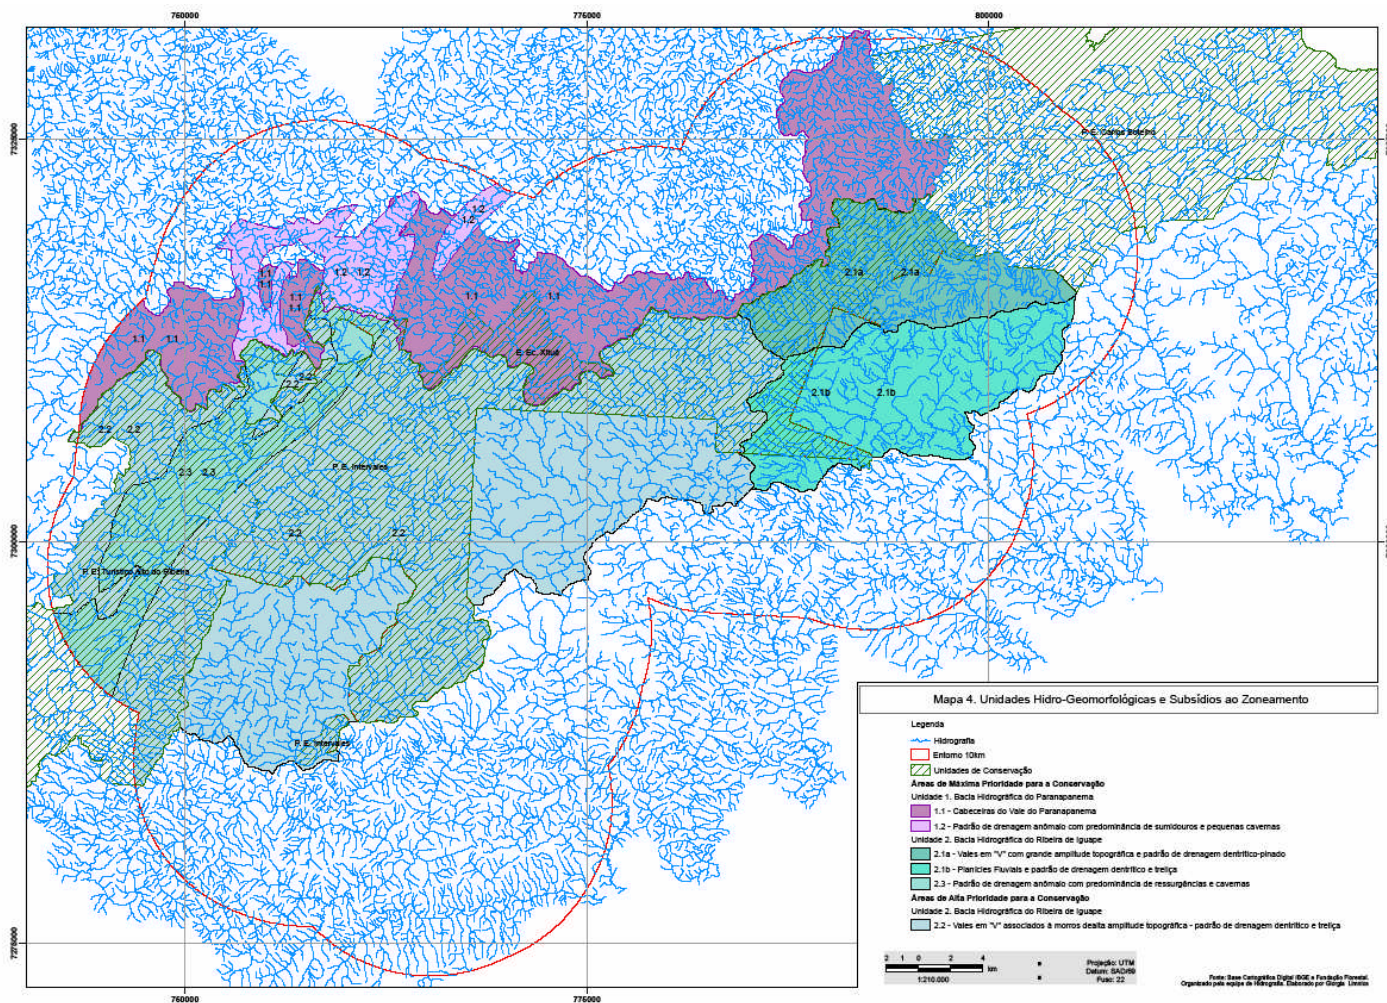 760000
775000
800000
7325000
P. E. Carlos Botelho
1.2
1.2
1.1
1.1
1.2
1.2
1.1
1.1
2.1a
2.1a
1.1
1.1
1.1
1.1
E. Ec. Xituê
2.2
2.2
2.1b
2.1b
2.2
2.2
2.3
2.3
P. E. Intervales
7300000
2.2
2.2
P. E. Turístico Alto do Ribeira
P. E. Intervales
7275000
760000
775000
Mapa 4. Unidades Hidro-Geomorfológicas e Subsídios ao Zoneamento
Legenda
Hidrografia
Entorno 10km
Unidades de Conservação
Áreas de Máxima Prioridade para a Conservação
Unidade 1. Bacia Hidrográfica do Paranapanema
1.1 - Cabeceiras do Vale do Paranapanema
1.2 - Padrão de drenagem anômalo com predominância de sumidouros e pequenas cavernas
Unidade 2. Bacia Hidrográfica do Ribeira de Iguape
2.1a - Vales em "V" com grande amplitude topográfica e padrão de drenagem dentrítico-pinado
2.1b - Planícies Fluviais e padrão de drenagem dentrítico e treliça
2.3 - Padrão de drenagem anômalo com predominância de ressurgências e cavernas
Áreas de Alta Prioridade para a Conservação
Unidade 2. Bacia Hidrográfica do Ribeira de Iguape
2.2 - Vales em "V" associados à morros dealta amplitude topográfica - padrão de drenagem dentrítico e treliça
2 1 0 2 4
km
1:210.000
Projeção: UTM
Datum: SAD/69
Fuso: 22
Fonte: Base Cartográfica Digital IBGE e Fundação Florestal.
Organizado pela equipe de Hidrografia. Elaborado por Giorgia